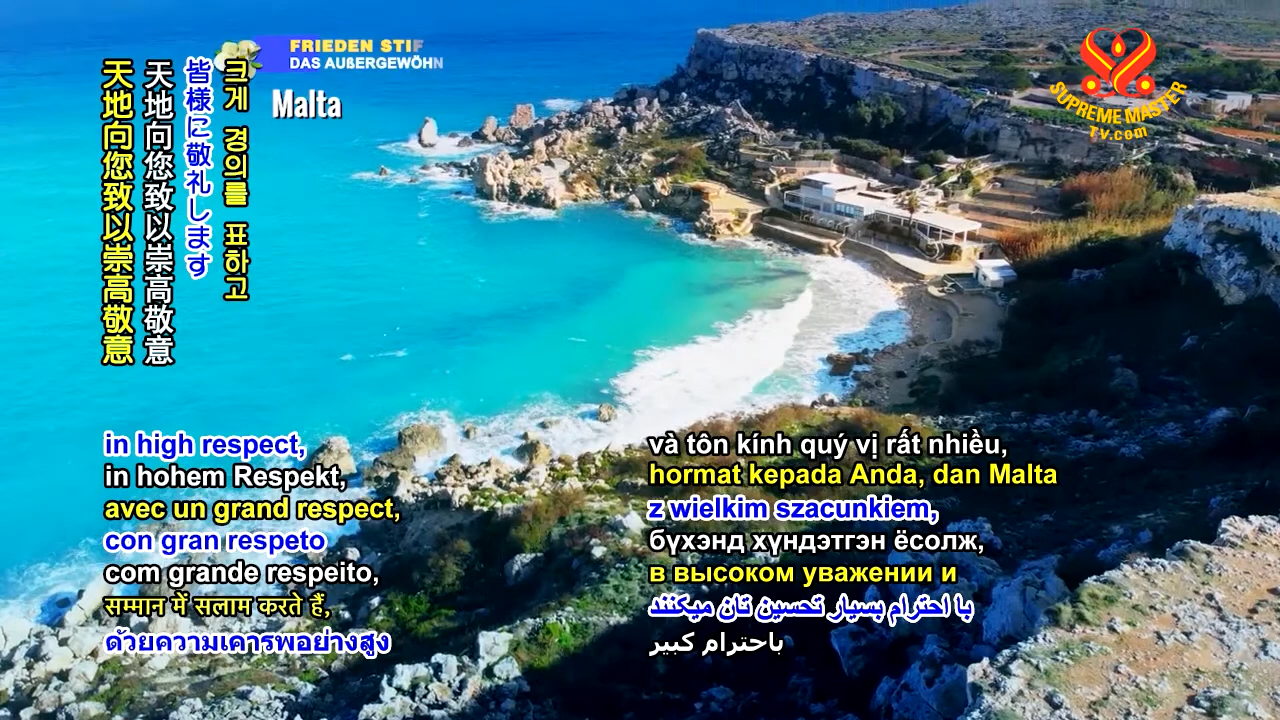 FRIEDEN STIF
DAS AUßERGEWÖHN
Malta
SUPREME MASTER
TV.com
天地向您致以崇高敬意
天地向您致以崇高敬意
皆様に敬礼します
크게 경의를 표하고
in high respect,
in hohem Respekt,
avec un grand respect,
con gran respeto
com grande respeito,
सम्मान में सलाम करते हैं,
ด้วยความเคารพอย่างสูง
và tôn kính quý vị rất nhiều,
hormat kepada Anda, dan Malta
z wielkim szacunkiem,
бүхэнд хүндэтгэн ёсолж,
в высоком уважении и
با احترام بسیار تحسین تان میکنند
باحترام كبير